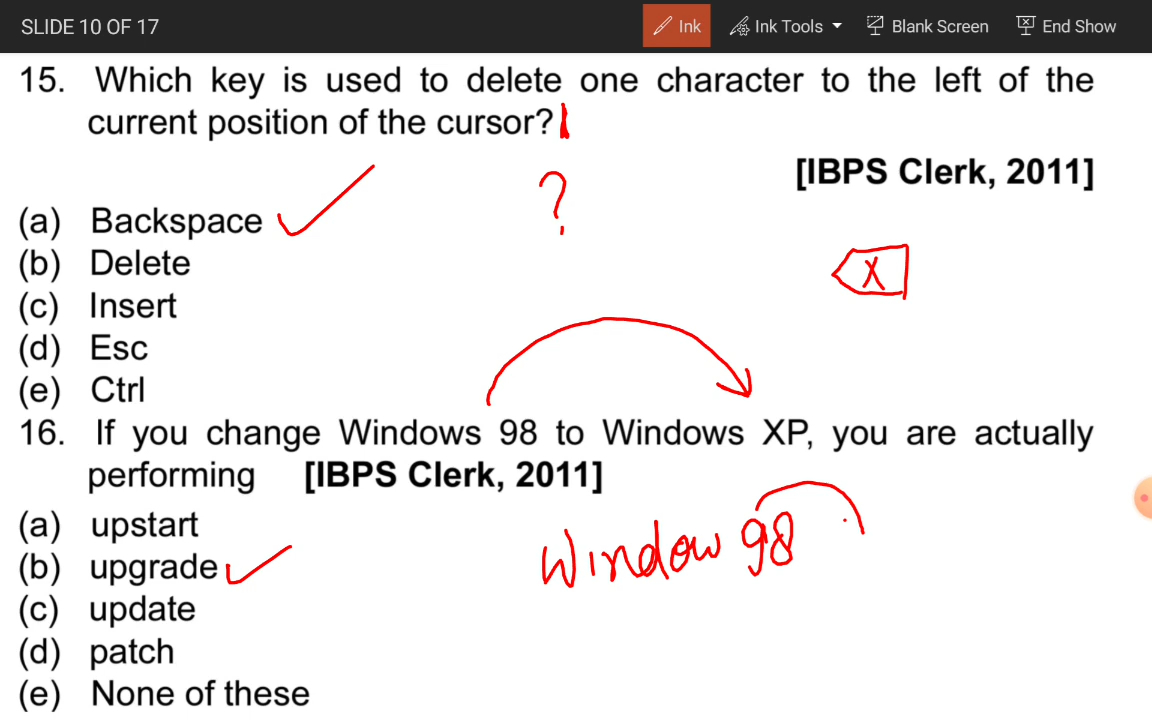 SLIDE 10 OF 17 Ink Ink Tools Blank Screen End Show
15. Which key is used to delete one character to the left of the
current position of the cursor?
[IBPS Clerk, 2011]
?
(a) Backspace
(b) Delete
X
(c) Insert
(d) Esc
(e) Ctrl
16. If you change Windows 98 to Windows XP, you are actually
performing [IBPS Clerk, 2011]
(a) upstart
Window 98
(b) upgrade
(c) update
(d) patch
(e) None of these